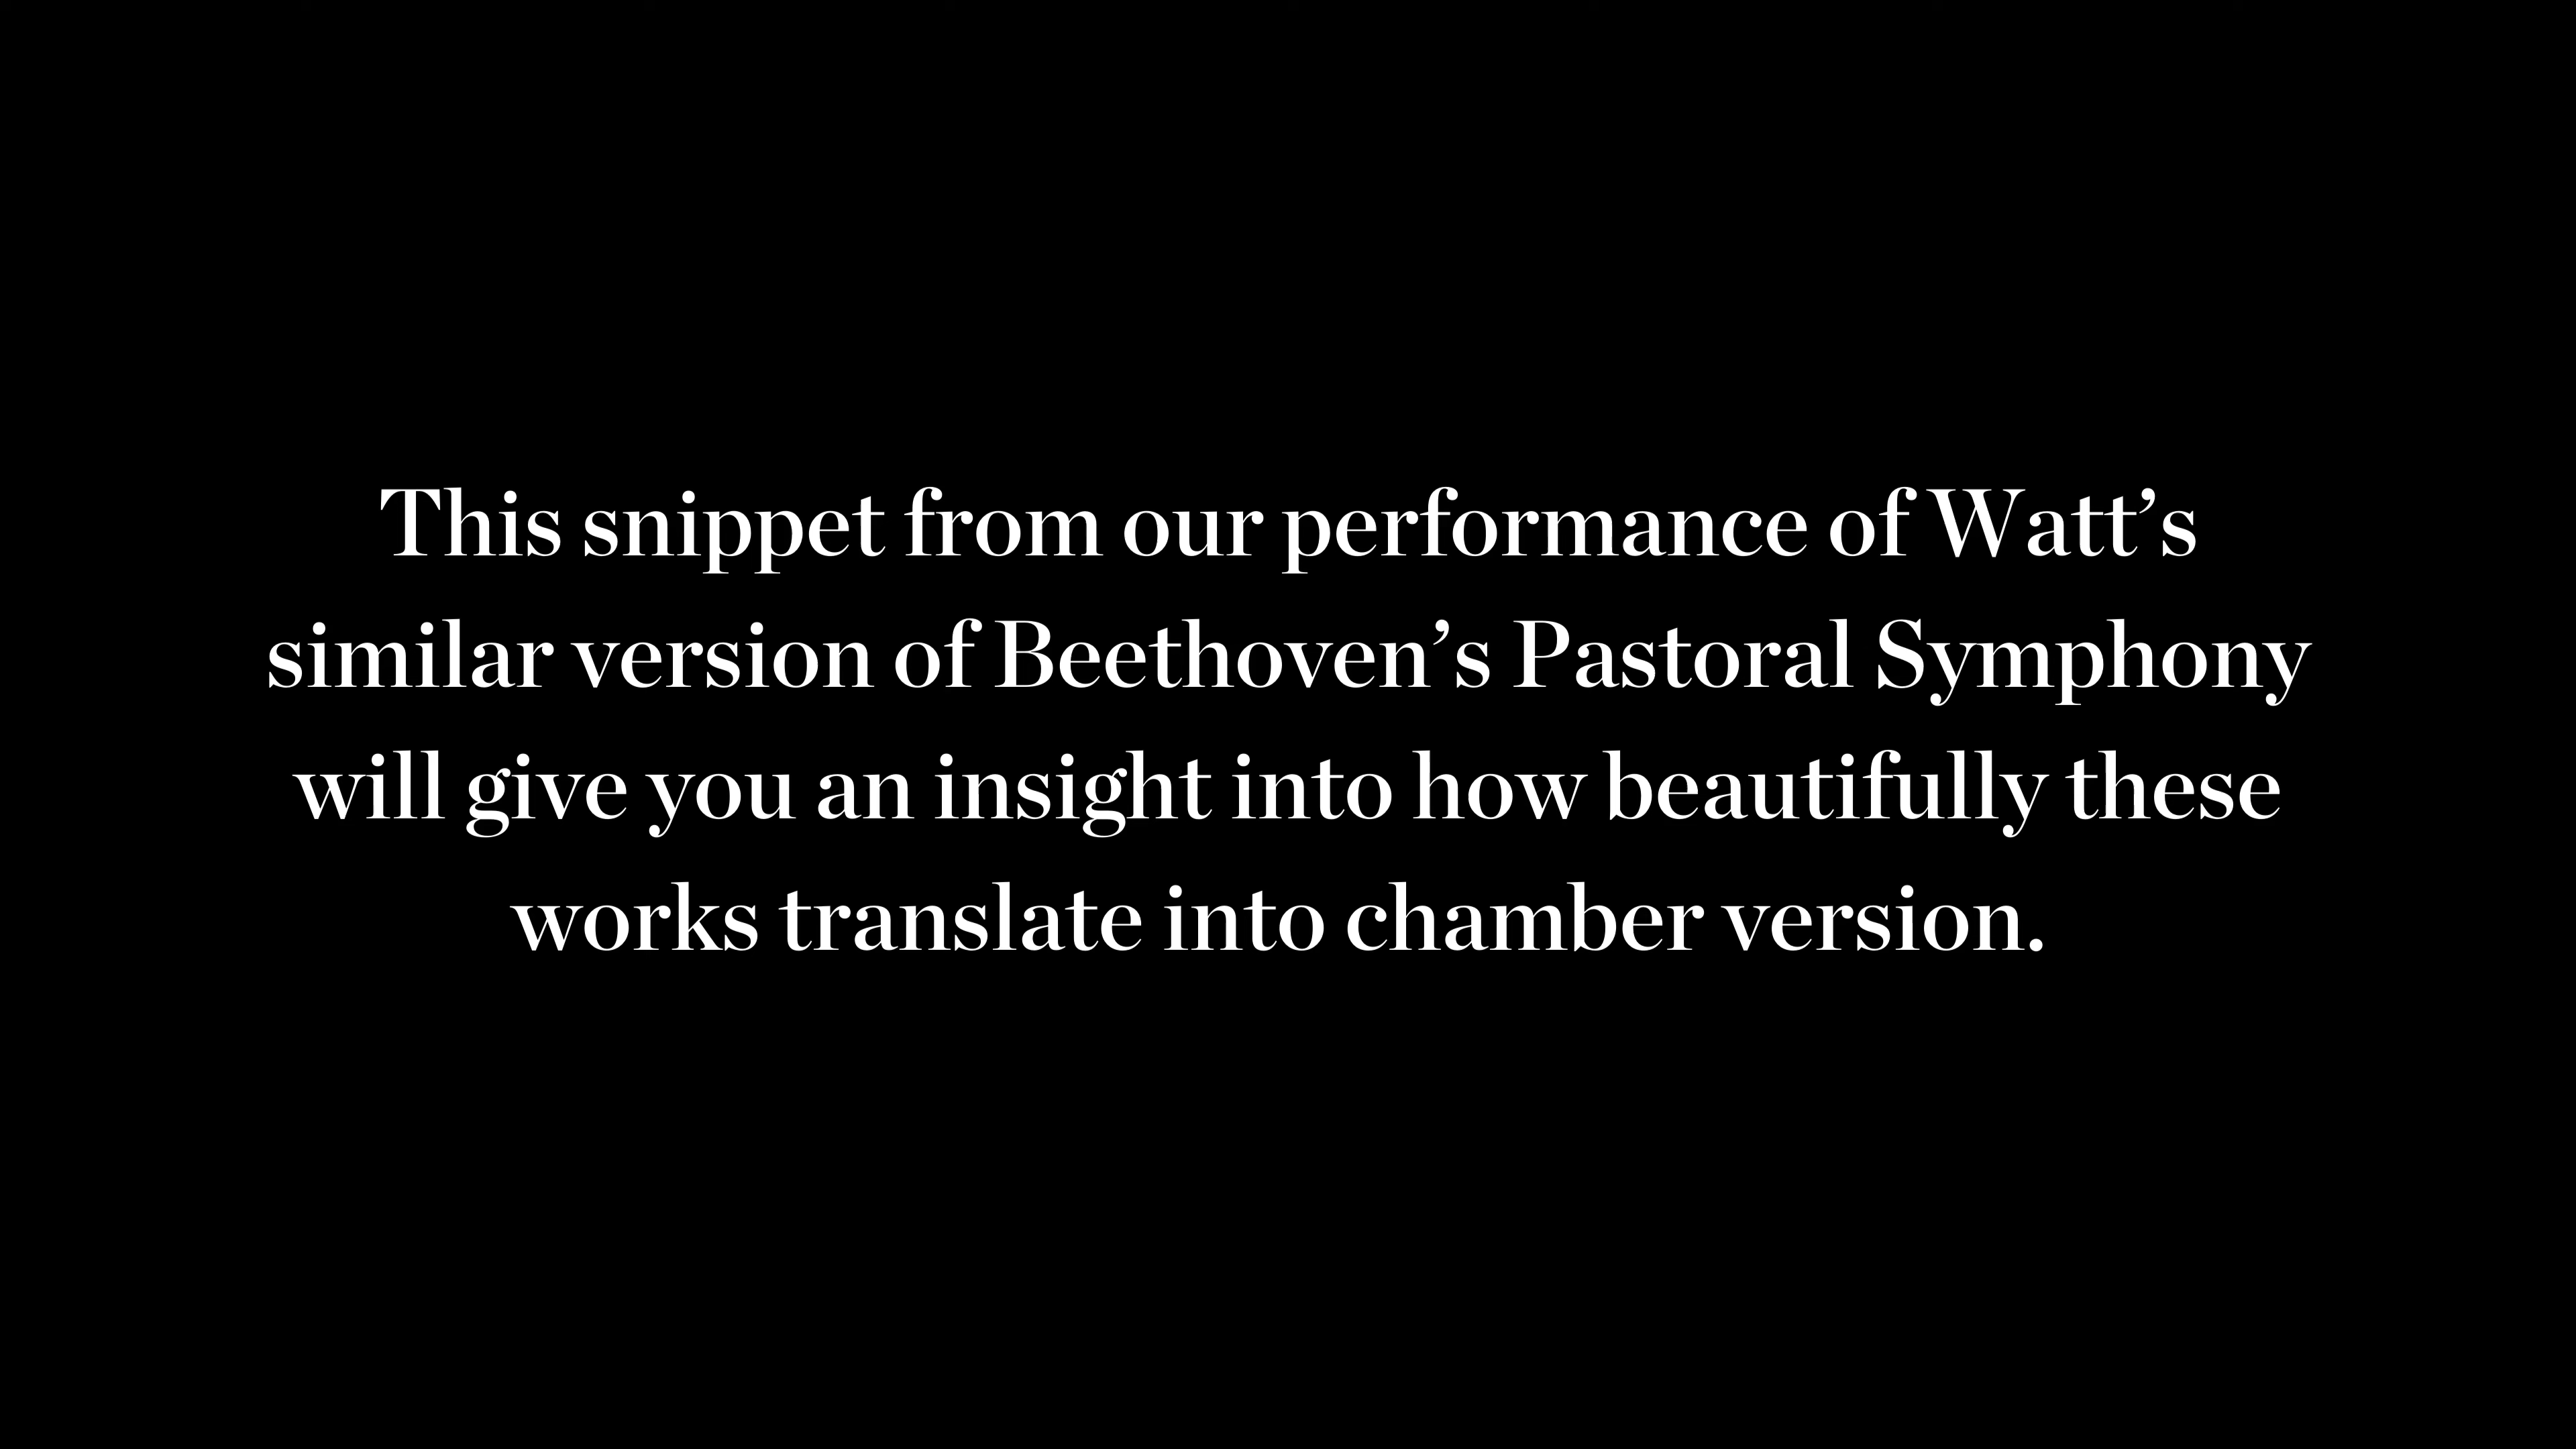 This snippet from our performance of Watt’s
similar version of Beethoven’s Pastoral Symphony
will give you an insight into how beautifully these
works translate into chamber version.